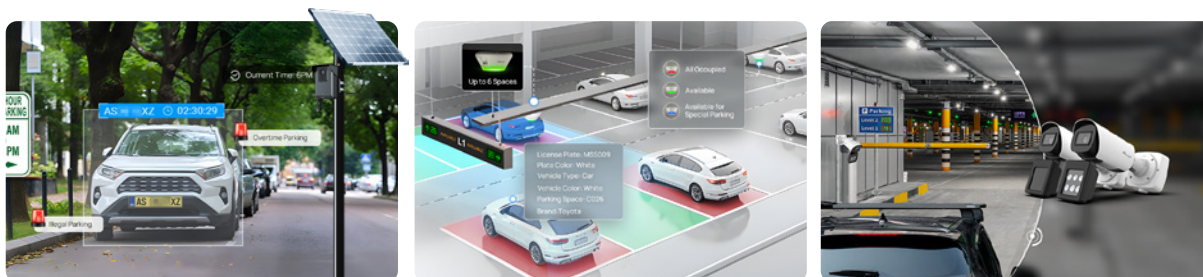 HOUR
PARKING
AM
PM
Current Time: 6PM
AS XZ 02:30:29
Overtime Parking
AS XZ
Illegal Parking
Up to 6 Spaces
All Occupied
Available
Available for
Special Parking
L1
License Plate: MS5009
Plate Color: White
Vehicle Type: Car
Vehicle Color: White
Parking Space: C026
Brand:Toyota
P Parking
Level 2
Level 3